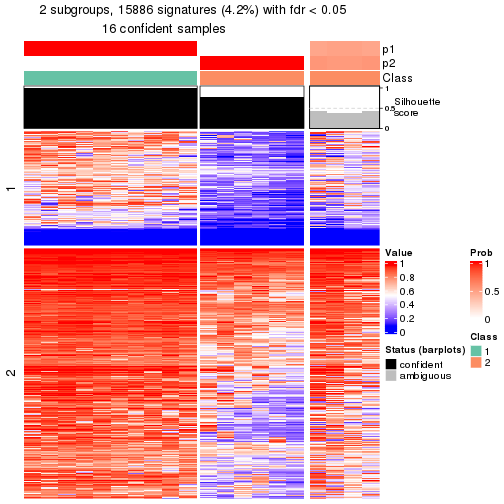 2 subgroups, 15886 signatures (4.2%) with fdr < 0.05
16 confident samples
p1
p2
Class
1
0.5
0
Silhouette
score
1
2
Value
1
0.8
0.6
0.4
0.2
0
Prob
1
0.5
0
Status (barplots)
confident
ambiguous
Class
1
2